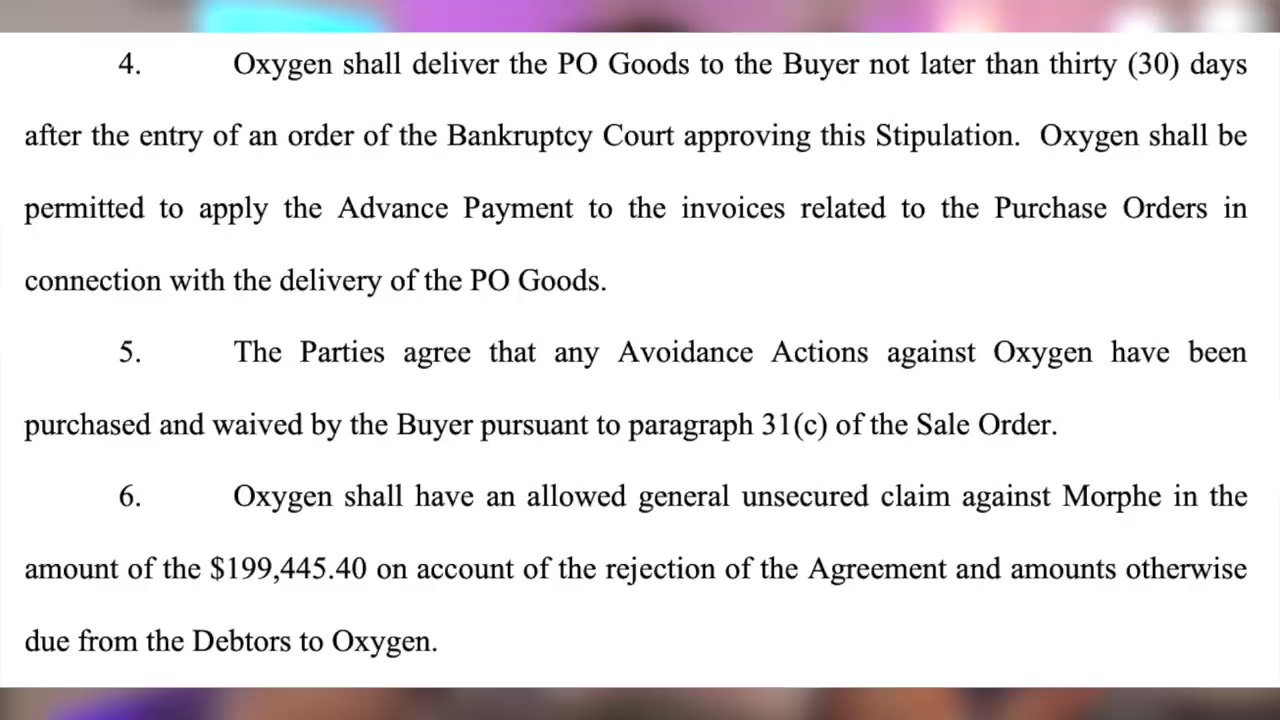 4. Oxygen shall deliver the PO Goods to the Buyer not later than thirty (30) days
after the entry of an order of the Bankruptcy Court approving this Stipulation. Oxygen shall be
permitted to apply the Advance Payment to the invoices related to the Purchase Orders in
connection with the delivery of the PO Goods.
5. The Parties agree that any Avoidance Actions against Oxygen have been
purchased and waived by the Buyer pursuant to paragraph 31(c) of the Sale Order.
6. Oxygen shall have an allowed general unsecured claim against Morphe in the
amount of the $199,445.40 on account of the rejection of the Agreement and amounts otherwise
due from the Debtors to Oxygen.